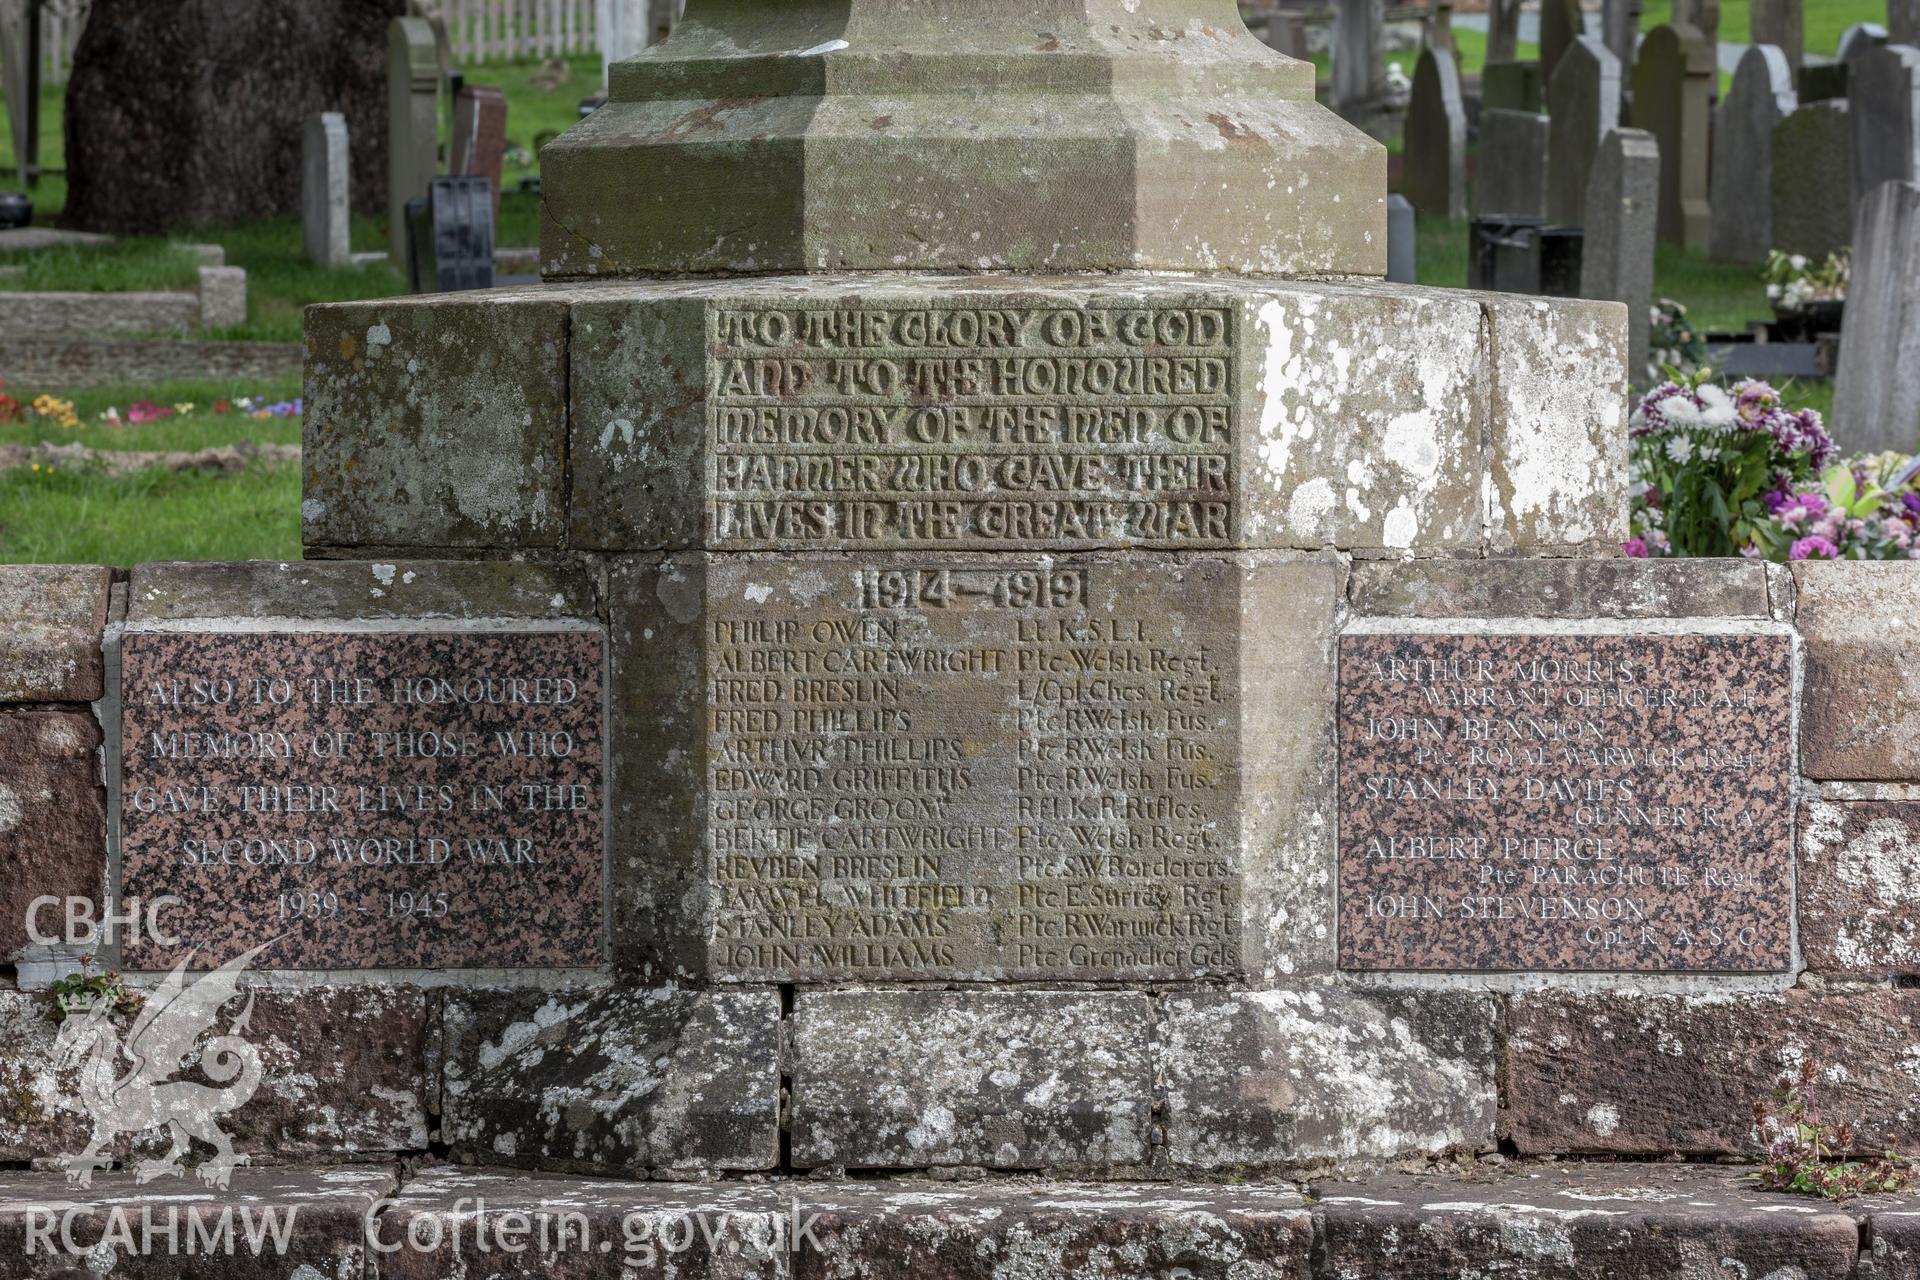 TO THE GLORY OF GOD
AND TO THE HONOURED
MEMORY OF THE MEN OF
HANMER WHO GAVE THEIR
LIVES IN THE GREAT WAR
1914–1919
PHILIP OWEN Lt. K.S.L.I.
ALBERT CARTWRIGHT Pte. Welsh Regt.
FRED BRESLIN L/Cpl. Ches. Regt.
FRED PHILLIPS Pte. R. Welsh Fus.
ARTHVR PHILLIPS Pte. R. Welsh Fus.
EDWARD GRIFFITHS Pte. R. Welsh Fus.
GEORGE GROOM Rfl. K. R. Rifles.
BERTIE CARTWRIGHT Pte. Welsh Regt.
REVBEN BRESLIN Pte. S. W. Borderers.
SAMVEL WHITFIELD Pte. E. Surrey Rgt.
STANLEY ADAMS Pte. R. Warwick Rgt
JOHN WILLIAMS Pte. Grenadier Gds.
ALSO TO THE HONOURED
MEMORY OF THOSE WHO
GAVE THEIR LIVES IN THE
SECOND WORLD WAR.
1939 - 1945
ARTHUR MORRIS
WARRANT OFFICER R.A.F.
JOHN BENNION
Pte. ROYAL WARWICK. Regt.
STANLEY DAVIES
GUNNER R. A.
ALBERT PIERCE
Pte PARACHUTE Regt.
JOHN STEVENSON
Cpl. R. A. S. C.
CBHC
RCAHMW © Coflein.gov.uk